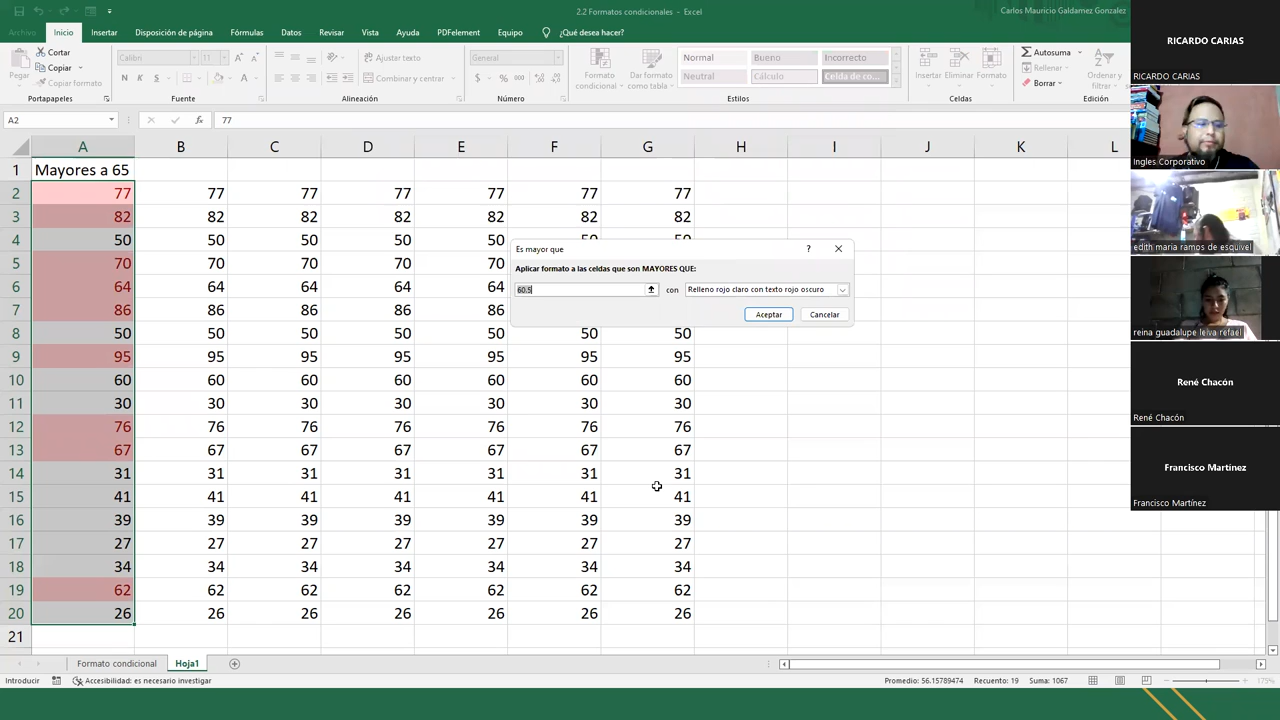 2.2 Formatos condicionales - Excel
Carlos Mauricio Galdamez Gonzalez
Archivo Inicio Insertar Disposición de página Fórmulas Datos Revisar Vista Ayuda PDFelement Equipo ¿Qué desea hacer?
Pegar
Cortar
Copiar
Copiar formato
Portapapeles
Calibri 11
N K S
Fuente
Ajustar texto
Combinar y centrar
Alineación
General
$ % 000
Número
Formato condicional
Dar formato como tabla
Normal Bueno Incorrecto
Neutral Cálculo Celda de co...
Estilos
Insertar Eliminar Formato
Celdas
Autosuma
Rellenar
Borrar
Ordenar y filtrar
Edición
A2 fx 77
A B C D E F G H I J K L
1 Mayores a 65
2 77 77 77 77 77 77 77
3 82 82 82 82 82 82 82
4 50 50 50 50 50 50 50
5 70 70 70 70 70
6 64 64 64 64 64
7 86 86 86 86 86
8 50 50 50 50 50 50 50
9 95 95 95 95 95 95 95
10 60 60 60 60 60 60 60
11 30 30 30 30 30 30 30
12 76 76 76 76 76 76 76
13 67 67 67 67 67 67 67
14 31 31 31 31 31 31 31
15 41 41 41 41 41 41 41
16 39 39 39 39 39 39 39
17 27 27 27 27 27 27 27
18 34 34 34 34 34 34 34
19 62 62 62 62 62 62 62
20 26 26 26 26 26 26 26
21
Es mayor que ?
Aplicar formato a las celdas que son MAYORES QUE:
60.5 con Relleno rojo claro con texto rojo oscuro
Aceptar Cancelar
Formato condicional Hoja1
Introducir Accesibilidad: es necesario investigar Promedio: 56.15789474 Recuento: 19 Suma: 1067 175%
RICARDO CARIAS
RICARDO CARIAS
Ingles Corporativo
edith maria ramos de esquivel
reina guadalupe leiva refael
René Chacón
René Chacón
Francisco Martínez
Francisco Martínez